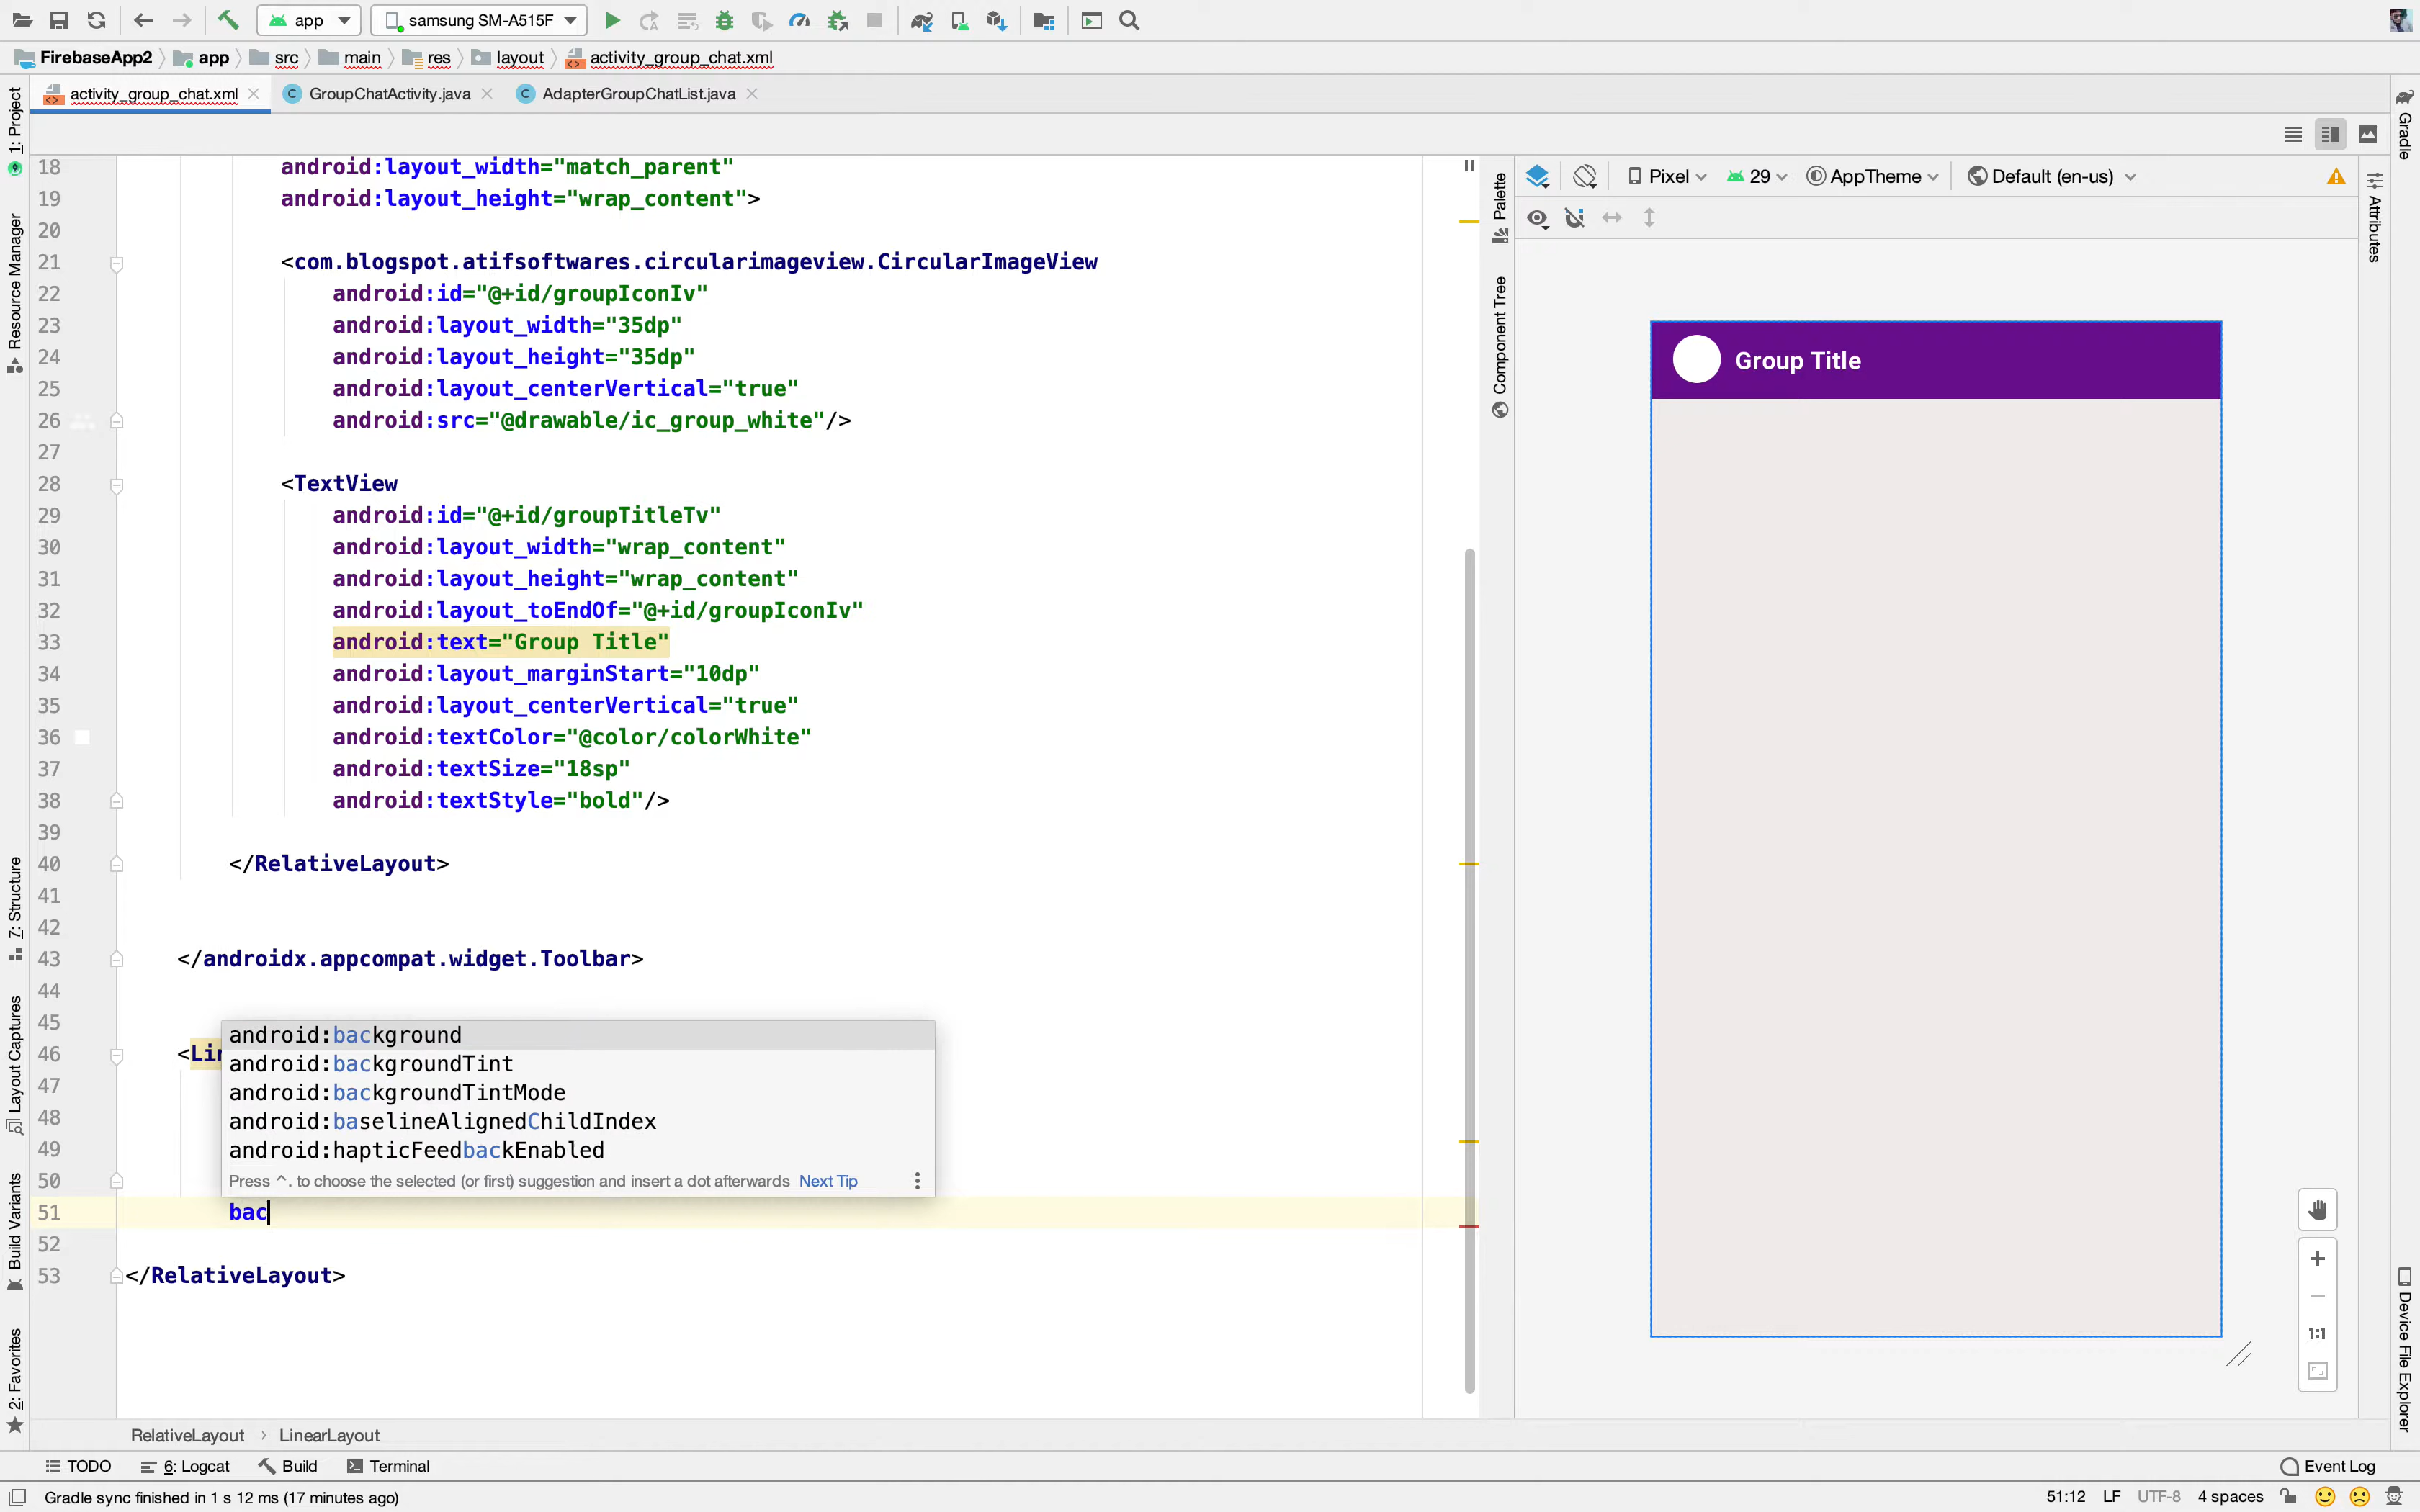 app
samsung SM-A515F
FirebaseApp2 app src main res layout activity_group_chat.xml
activity_group_chat.xml GroupChatActivity.java AdapterGroupChatList.java
1: Project
Resource Manager
7: Structure
Layout Captures
Build Variants
2: Favorites
18 android:layout_width="match_parent"
19 android:layout_height="wrap_content">
20
21 <com.blogspot.atifsoftwares.circularimageview.CircularImageView
22 android:id="@+id/groupIconIv"
23 android:layout_width="35dp"
24 android:layout_height="35dp"
25 android:layout_centerVertical="true"
26 android:src="@drawable/ic_group_white"/>
27
28 <TextView
29 android:id="@+id/groupTitleTv"
30 android:layout_width="wrap_content"
31 android:layout_height="wrap_content"
32 android:layout_toEndOf="@+id/groupIconIv"
33 android:text="Group Title"
34 android:layout_marginStart="10dp"
35 android:layout_centerVertical="true"
36 android:textColor="@color/colorWhite"
37 android:textSize="18sp"
38 android:textStyle="bold"/>
39
40 </RelativeLayout>
41
42
43 </androidx.appcompat.widget.Toolbar>
44
45
46 <Lin
47
48
49
50
android:background
android:backgroundTint
android:backgroundTintMode
android:baselineAlignedChildIndex
android:hapticFeedbackEnabled
Press ^. to choose the selected (or first) suggestion and insert a dot afterwards Next Tip
51 bac
52
53 </RelativeLayout>
RelativeLayout LinearLayout
Palette
Component Tree
Pixel 29 AppTheme Default (en-us)
Group Title
1:1
Gradle
Attributes
Device File Explorer
TODO 6: Logcat Build Terminal Event Log
Gradle sync finished in 1 s 12 ms (17 minutes ago) 51:12 LF UTF-8 4 spaces